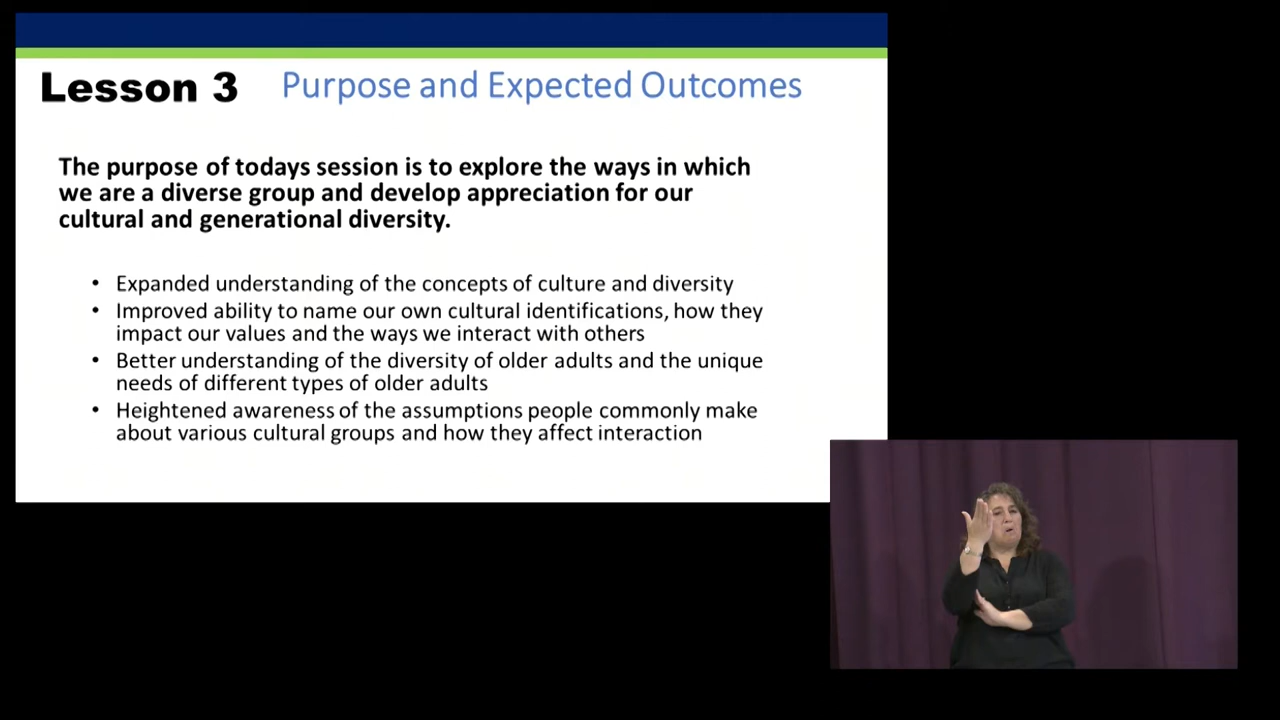 Lesson 3 Purpose and Expected Outcomes
The purpose of todays session is to explore the ways in which
we are a diverse group and develop appreciation for our
cultural and generational diversity.
• Expanded understanding of the concepts of culture and diversity
• Improved ability to name our own cultural identifications, how they
impact our values and the ways we interact with others
• Better understanding of the diversity of older adults and the unique
needs of different types of older adults
• Heightened awareness of the assumptions people commonly make
about various cultural groups and how they affect interaction